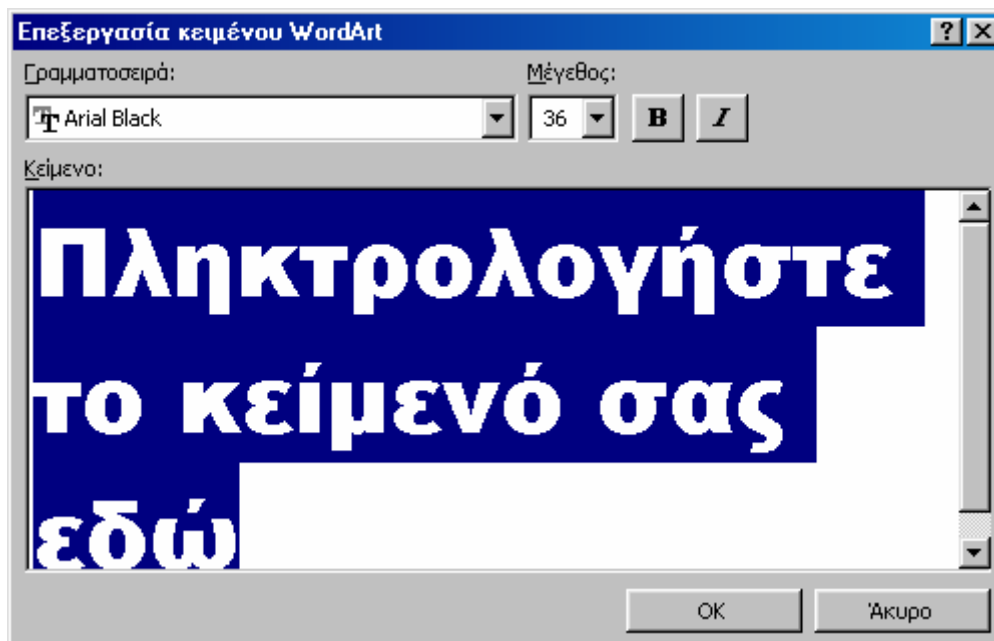 Επεξεργασία κειμένου WordArt
Γραμματοσειρά: Μέγεθος:
Arial Black 36 B I
Κείμενο:
Πληκτρολογήστε
το κείμενό σας
εδώ
OK Άκυρο